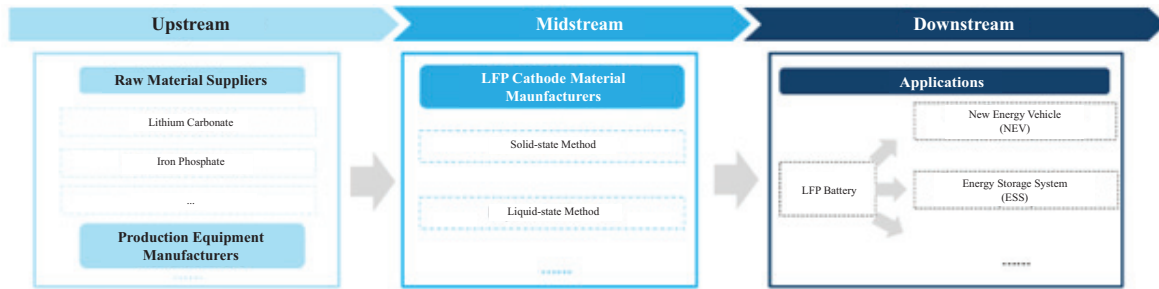 Upstream
Midstream
Downstream
Raw Material Suppliers
Lithium Carbonate
Iron Phosphate
...
Production Equipment
Manufacturers
......
LFP Cathode Material
Maunfacturers
Solid-state Method
Liquid-state Method
......
Applications
LFP Battery
New Energy Vehicle
(NEV)
Energy Storage System
(ESS)
......